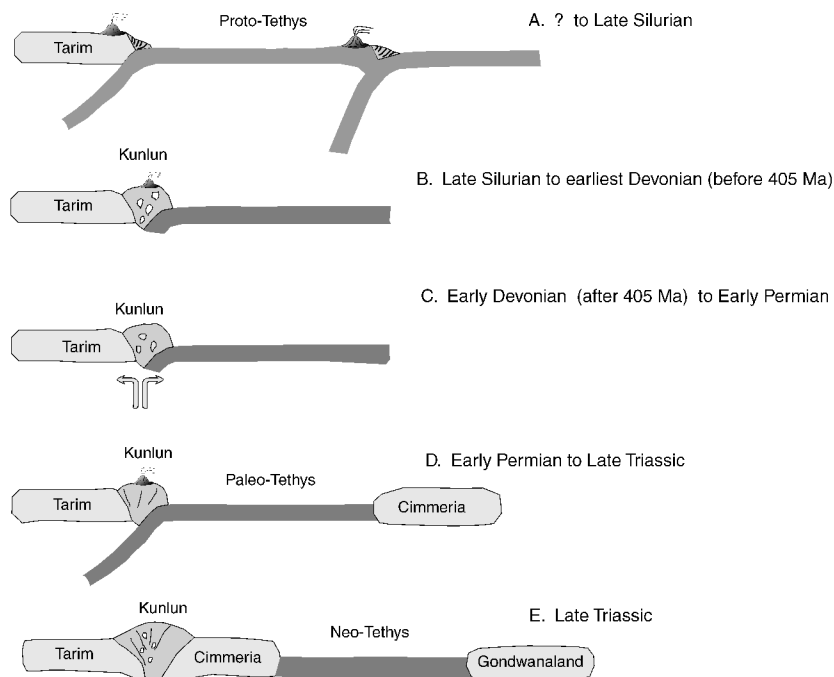 Proto-Tethys
A. ? to Late Silurian
Tarim
Kunlun
B. Late Silurian to earliest Devonian (before 405 Ma)
Tarim
C. Early Devonian (after 405 Ma) to Early Permian
Kunlun
Tarim
Kunlun
D. Early Permian to Late Triassic
Paleo-Tethys
Tarim
Cimmeria
Kunlun
E. Late Triassic
Neo-Tethys
Tarim
Cimmeria
Gondwanaland